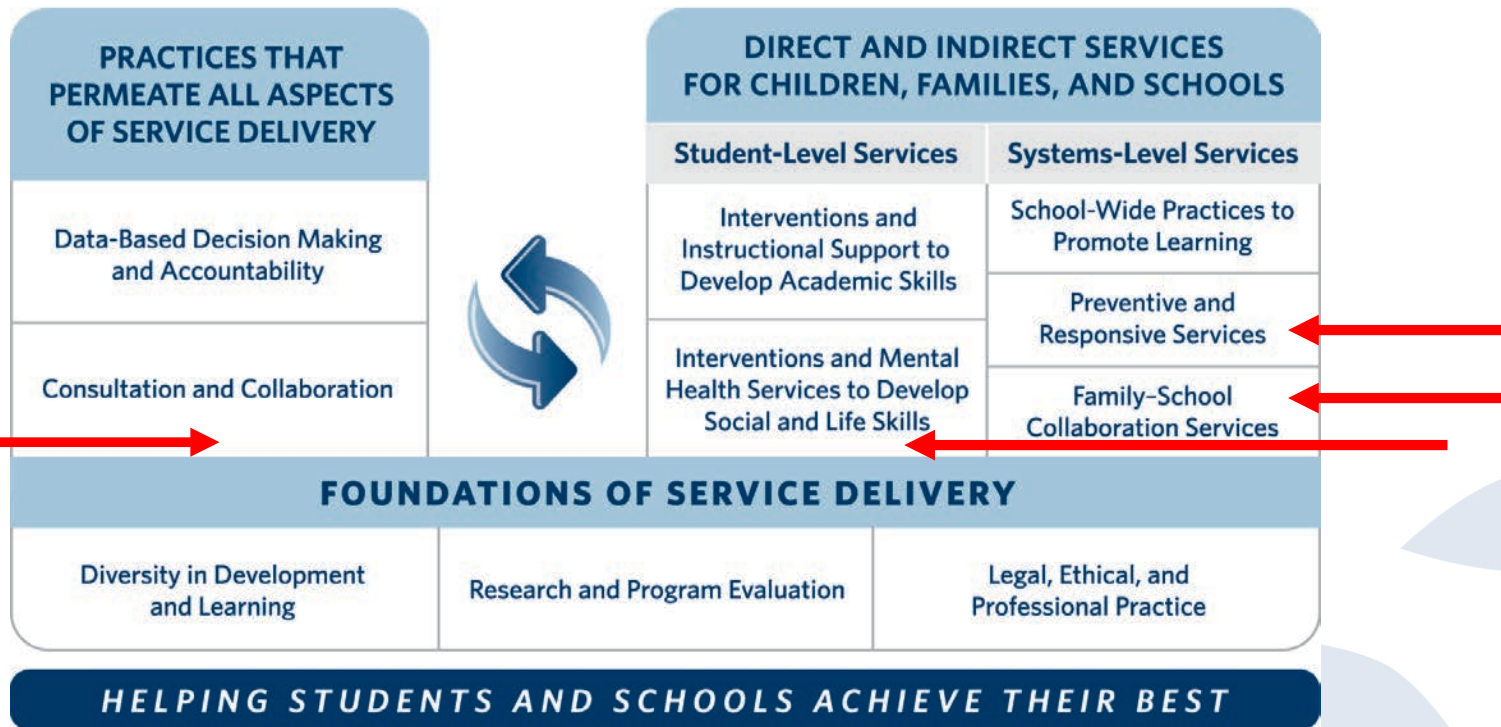 PRACTICES THAT
PERMEATE ALL ASPECTS
OF SERVICE DELIVERY
Data-Based Decision Making
and Accountability
Consultation and Collaboration
DIRECT AND INDIRECT SERVICES
FOR CHILDREN, FAMILIES, AND SCHOOLS
Student-Level Services
Interventions and
Instructional Support to
Develop Academic Skills
Interventions and Mental
Health Services to Develop
Social and Life Skills
Systems-Level Services
School-Wide Practices to
Promote Learning
Preventive and
Responsive Services
Family–School
Collaboration Services
FOUNDATIONS OF SERVICE DELIVERY
Diversity in Development
and Learning
Research and Program Evaluation
Legal, Ethical, and
Professional Practice
HELPING STUDENTS AND SCHOOLS ACHIEVE THEIR BEST